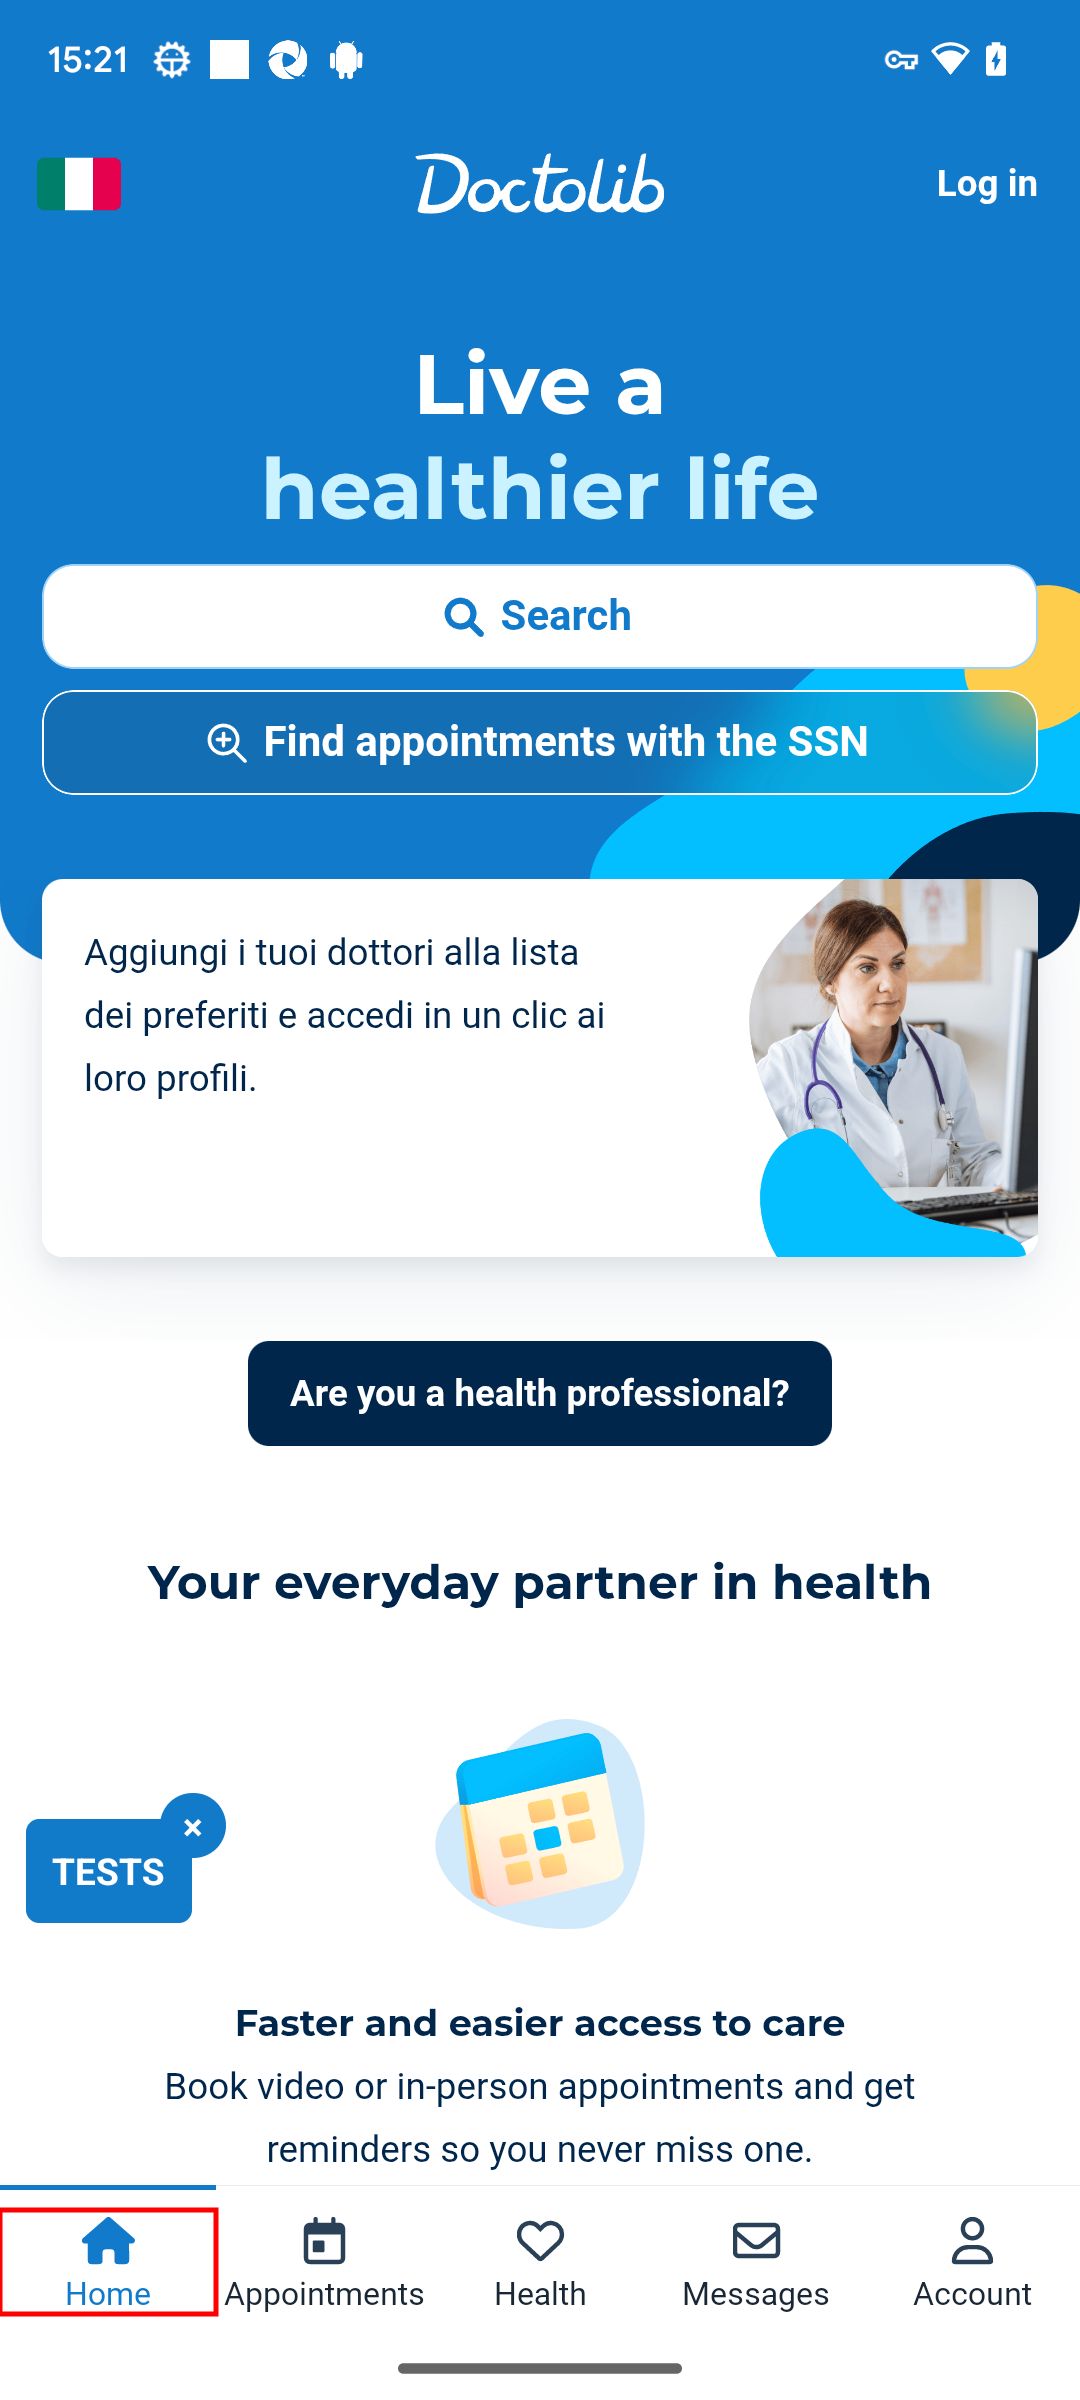 15:21
Doctolib
Log in
Live a
healthier life
Search
Find appointments with the SSN
Aggiungi i tuoi dottori alla lista
dei preferiti e accedi in un clic ai
loro profili.
Are you a health professional?
Your everyday partner in health
×
TESTS
Faster and easier access to care
Book video or in-person appointments and get
reminders so you never miss one.
Home
Appointments
Health
Messages
Account